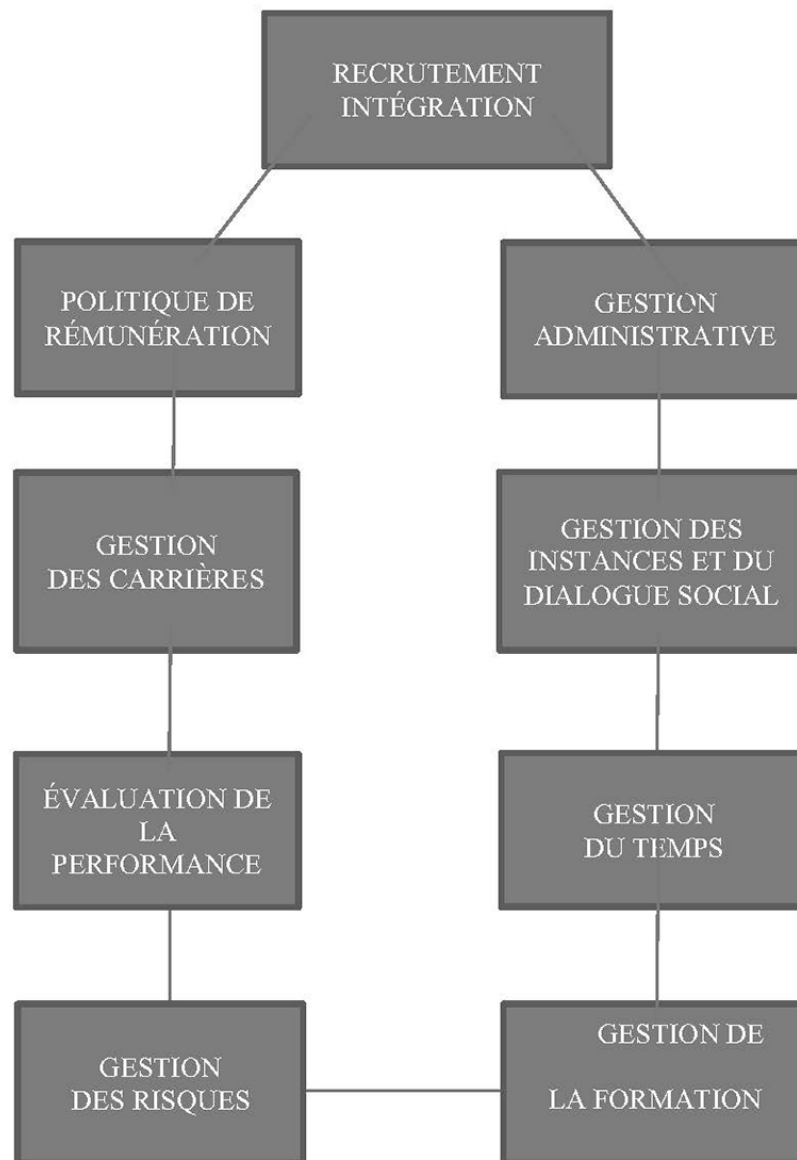 RECRUTEMENT
INTÉGRATION
POLITIQUE DE
RÉMUNÉRATION
GESTION
ADMINISTRATIVE
GESTION
DES CARRIÈRES
GESTION DES
INSTANCES ET DU
DIALOGUE SOCIAL
ÉVALUATION DE
LA
PERFORMANCE
GESTION
DU TEMPS
GESTION
DES RISQUES
GESTION DE
LA FORMATION